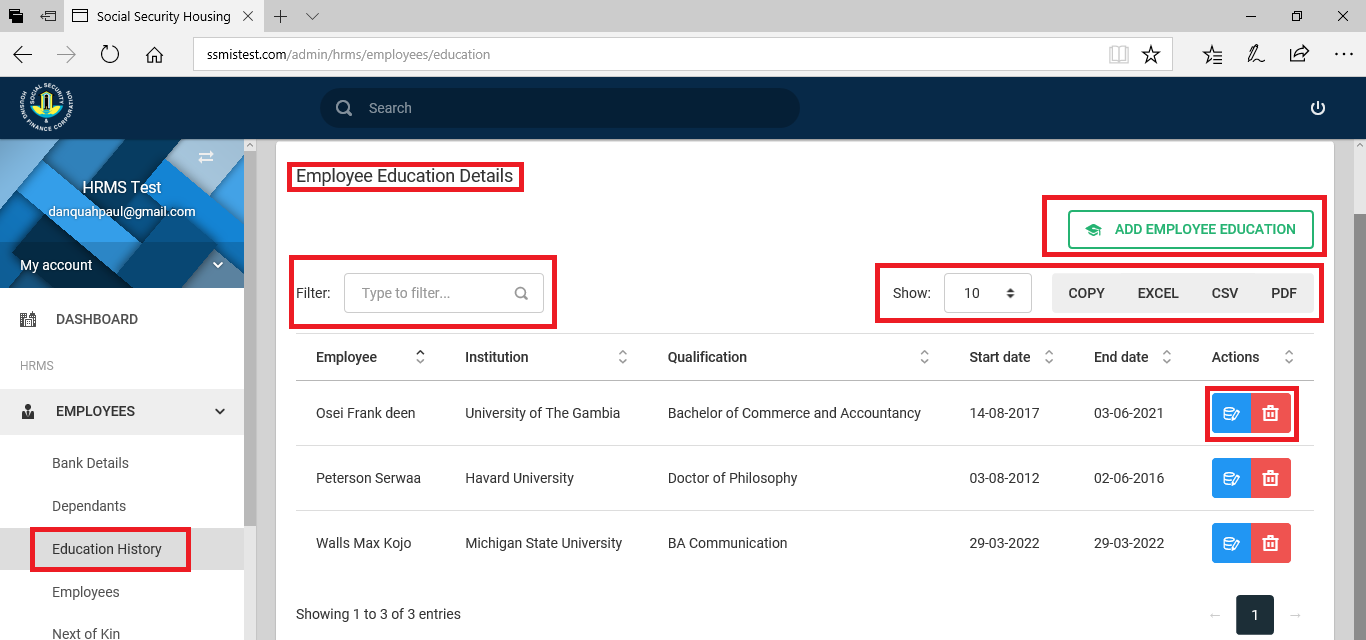 Social Security Housing
ssmistest.com/admin/hrms/employees/education
SOCIAL SECURITY HOUSING FINANCE CORPORATION
Search
HRMS Test
danquahpaul@gmail.com
My account
DASHBOARD
HRMS
EMPLOYEES
Bank Details
Dependants
Education History
Employees
Next of Kin
Employee Education Details
ADD EMPLOYEE EDUCATION
Filter: Type to filter...
Show: 10 COPY EXCEL CSV PDF
Employee Institution Qualification Start date End date Actions
Osei Frank deen University of The Gambia Bachelor of Commerce and Accountancy 14-08-2017 03-06-2021
Peterson Serwaa Havard University Doctor of Philosophy 03-08-2012 02-06-2016
Walls Max Kojo Michigan State University BA Communication 29-03-2022 29-03-2022
Showing 1 to 3 of 3 entries
← 1 →